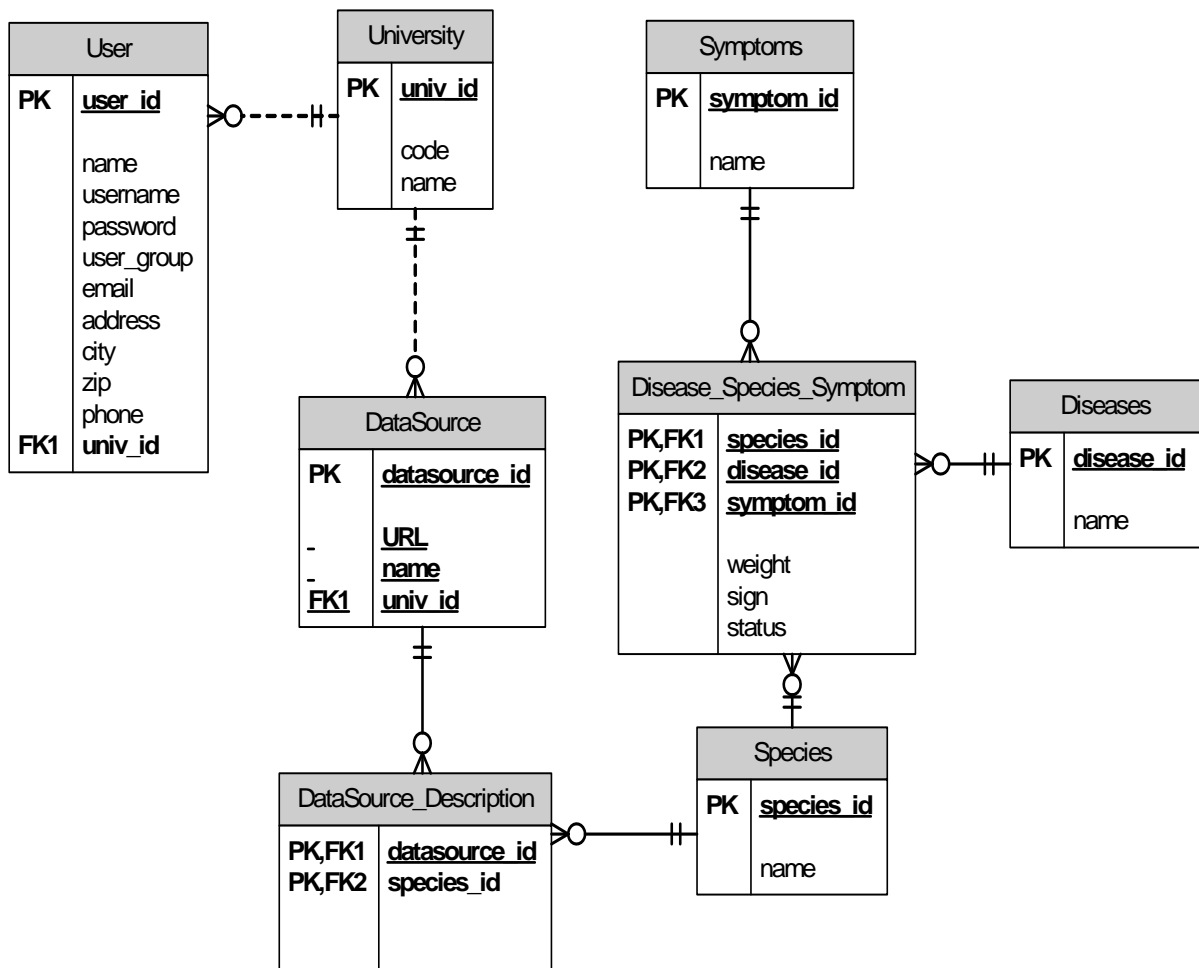 User
PK user_id
name
username
password
user_group
email
address
city
zip
phone
FK1 univ_id
University
PK univ_id
code
name
Symptoms
PK symptom_id
name
DataSource
PK datasource_id
URL
name
FK1 univ_id
Disease_Species_Symptom
PK,FK1 species_id
PK,FK2 disease_id
PK,FK3 symptom_id
weight
sign
status
Diseases
PK disease_id
name
DataSource_Description
PK,FK1 datasource_id
PK,FK2 species_id
Species
PK species_id
name